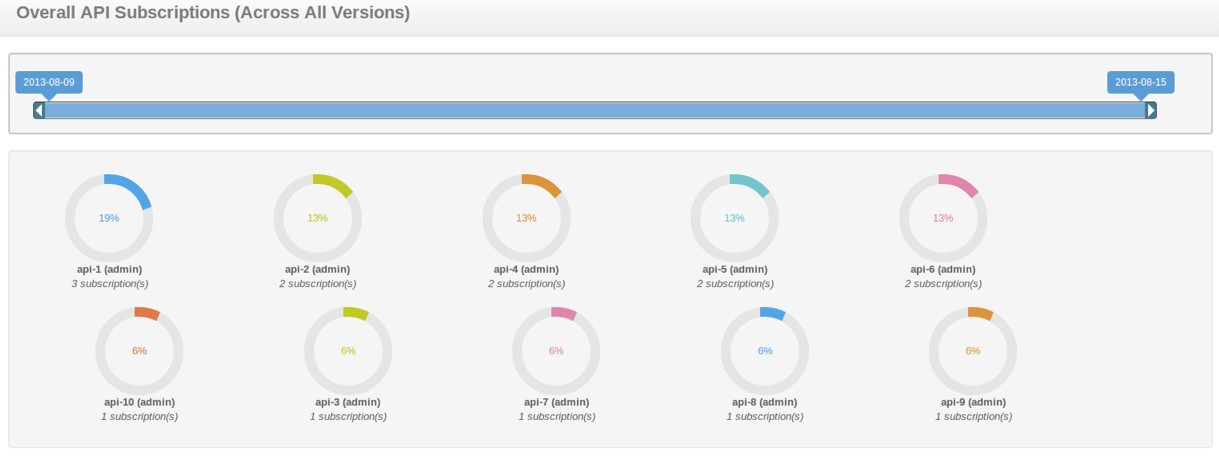 Overall API Subscriptions (Across All Versions)
2013-08-09 2013-08-15
19% 13% 13% 13% 13%
api-1 (admin) api-2 (admin) api-4 (admin) api-5 (admin) api-6 (admin)
3 subscription(s) 2 subscription(s) 2 subscription(s) 2 subscription(s) 2 subscription(s)
6% 6% 6% 6% 6%
api-10 (admin) api-3 (admin) api-7 (admin) api-8 (admin) api-9 (admin)
1 subscription(s) 1 subscription(s) 1 subscription(s) 1 subscription(s) 1 subscription(s)